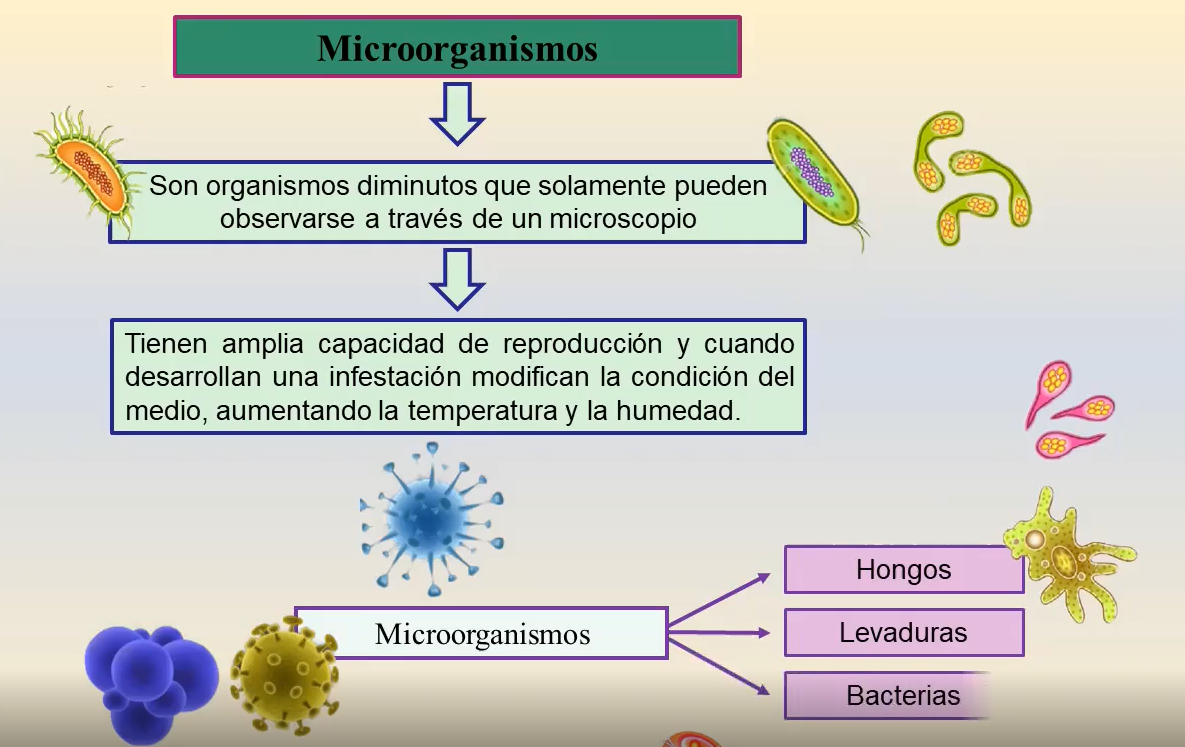 Microorganismos
Son organismos diminutos que solamente pueden
observarse a través de un microscopio
Tienen amplia capacidad de reproducción y cuando
desarrollan una infestación modifican la condición del
medio, aumentando la temperatura y la humedad.
Microorganismos
Hongos
Levaduras
Bacterias